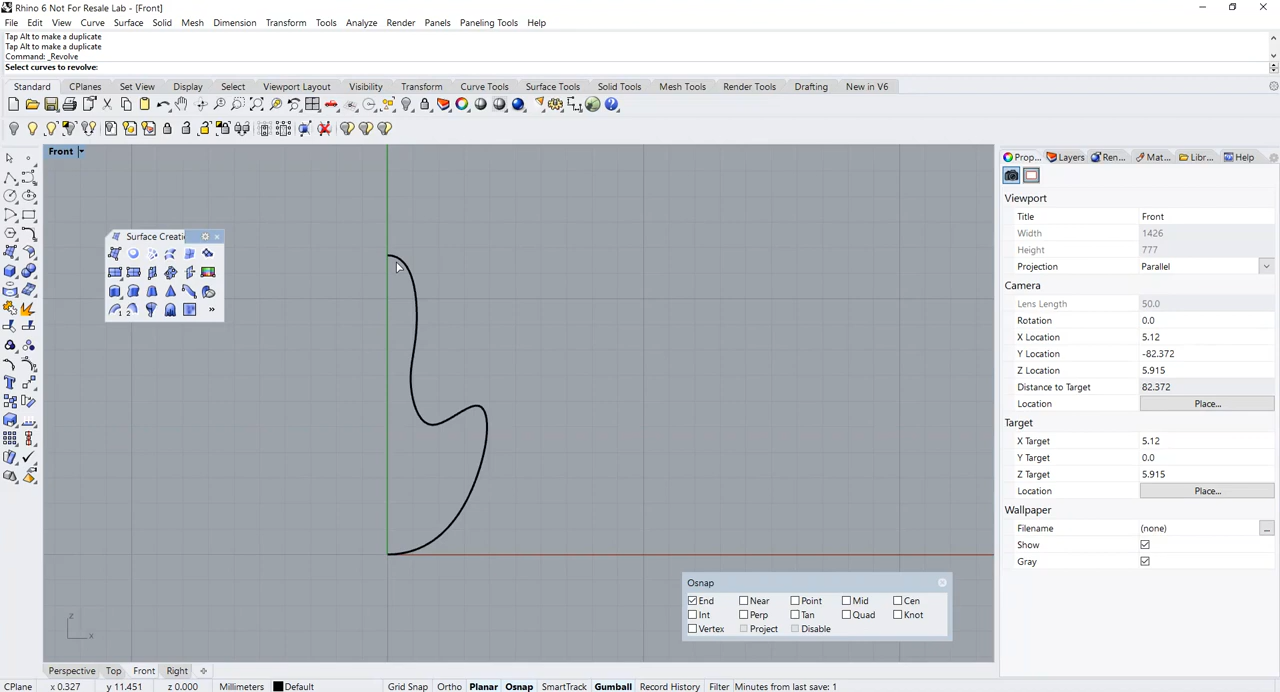 Rhino 6 Not For Resale Lab - [Front]
File Edit View Curve Surface Solid Mesh Dimension Transform Tools Analyze Render Panels Paneling Tools Help
Tap Alt to make a duplicate
Tap Alt to make a duplicate
Command: _Revolve
Select curves to revolve:
Standard CPlanes Set View Display Select Viewport Layout Visibility Transform Curve Tools Surface Tools Solid Tools Mesh Tools Render Tools Drafting New in V6
Front
Surface Creati
Prop... Layers Ren... Mat... Libr... Help
Viewport
Title Front
Width 1426
Height 777
Projection Parallel
Camera
Lens Length 50.0
Rotation 0.0
X Location 5.12
Y Location -82.372
Z Location 5.915
Distance to Target 82.372
Location Place...
Target
X Target 5.12
Y Target 0.0
Z Target 5.915
Location Place...
Wallpaper
Filename (none) ...
Show
Gray
Osnap
End Near Point Mid Cen
Int Perp Tan Quad Knot
Vertex Project Disable
z
x
Perspective Top Front Right
CPlane x 0.327 y 11.451 z 0.000 Millimeters Default Grid Snap Ortho Planar Osnap SmartTrack Gumball Record History Filter Minutes from last save: 1